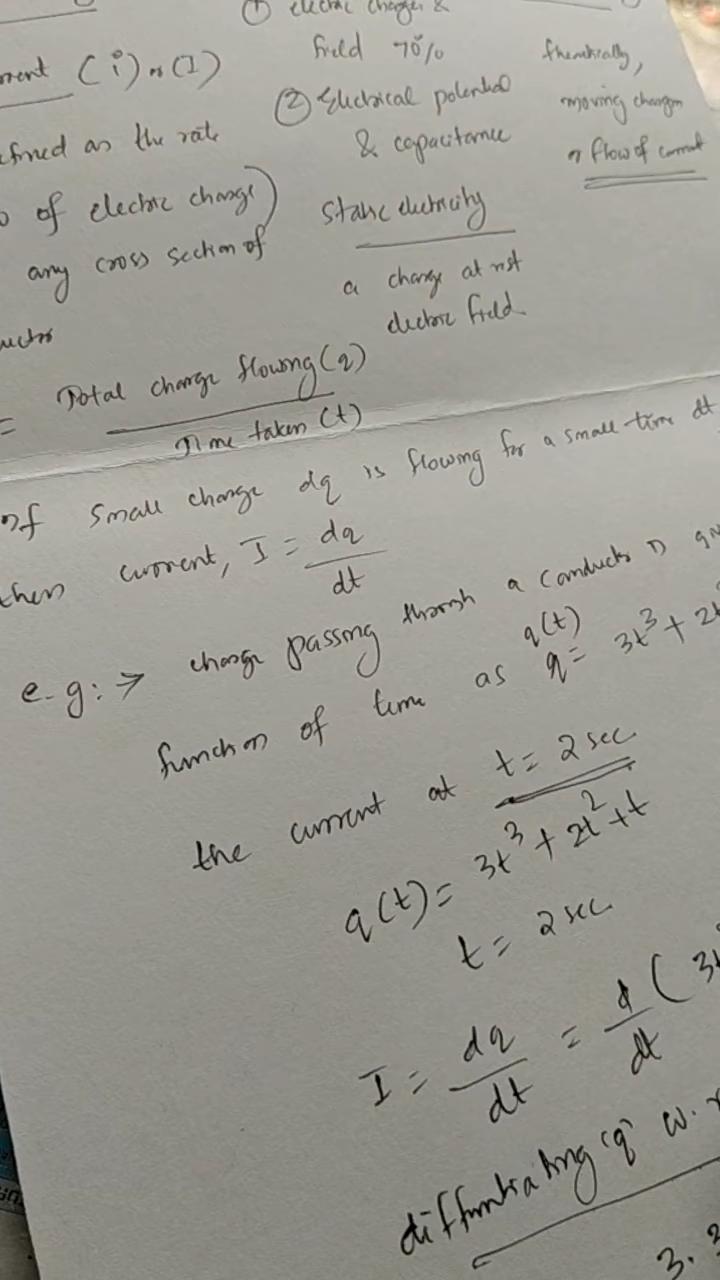 ① electric charges &
field 70%
② Electrical potential
& capacitance
theoretically,
moving charges
or flow of current
(i) or (I)
as the rate
of electric charge)
any cross section of
Static electricity
a charge at rest
electric field.
= Total charge flowing (q)
Time taken (t)
If small charge dq is flowing for a small time dt
then current, I = dq
dt
e.g:→ charge passing through a conductor is
function of time as q(t) q = 3t³ + 2t
the current at t = 2 sec
q(t) = 3t³ + 2t² + t
t = 2 sec.
I = dq/dt = d/dt (3t
differentiating 'q' w.r
3.3